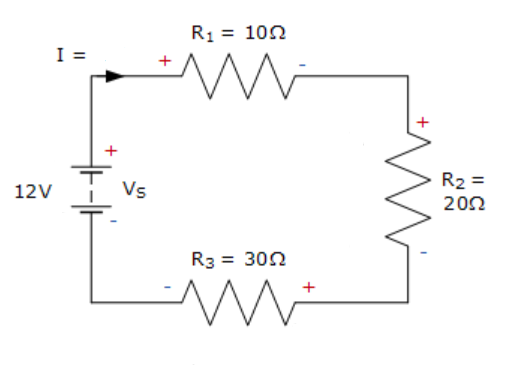 R₁ = 10Ω
I =
+
-
+
+
12V
Vs
R₂ =
20Ω
-
-
R₃ = 30Ω
-
+